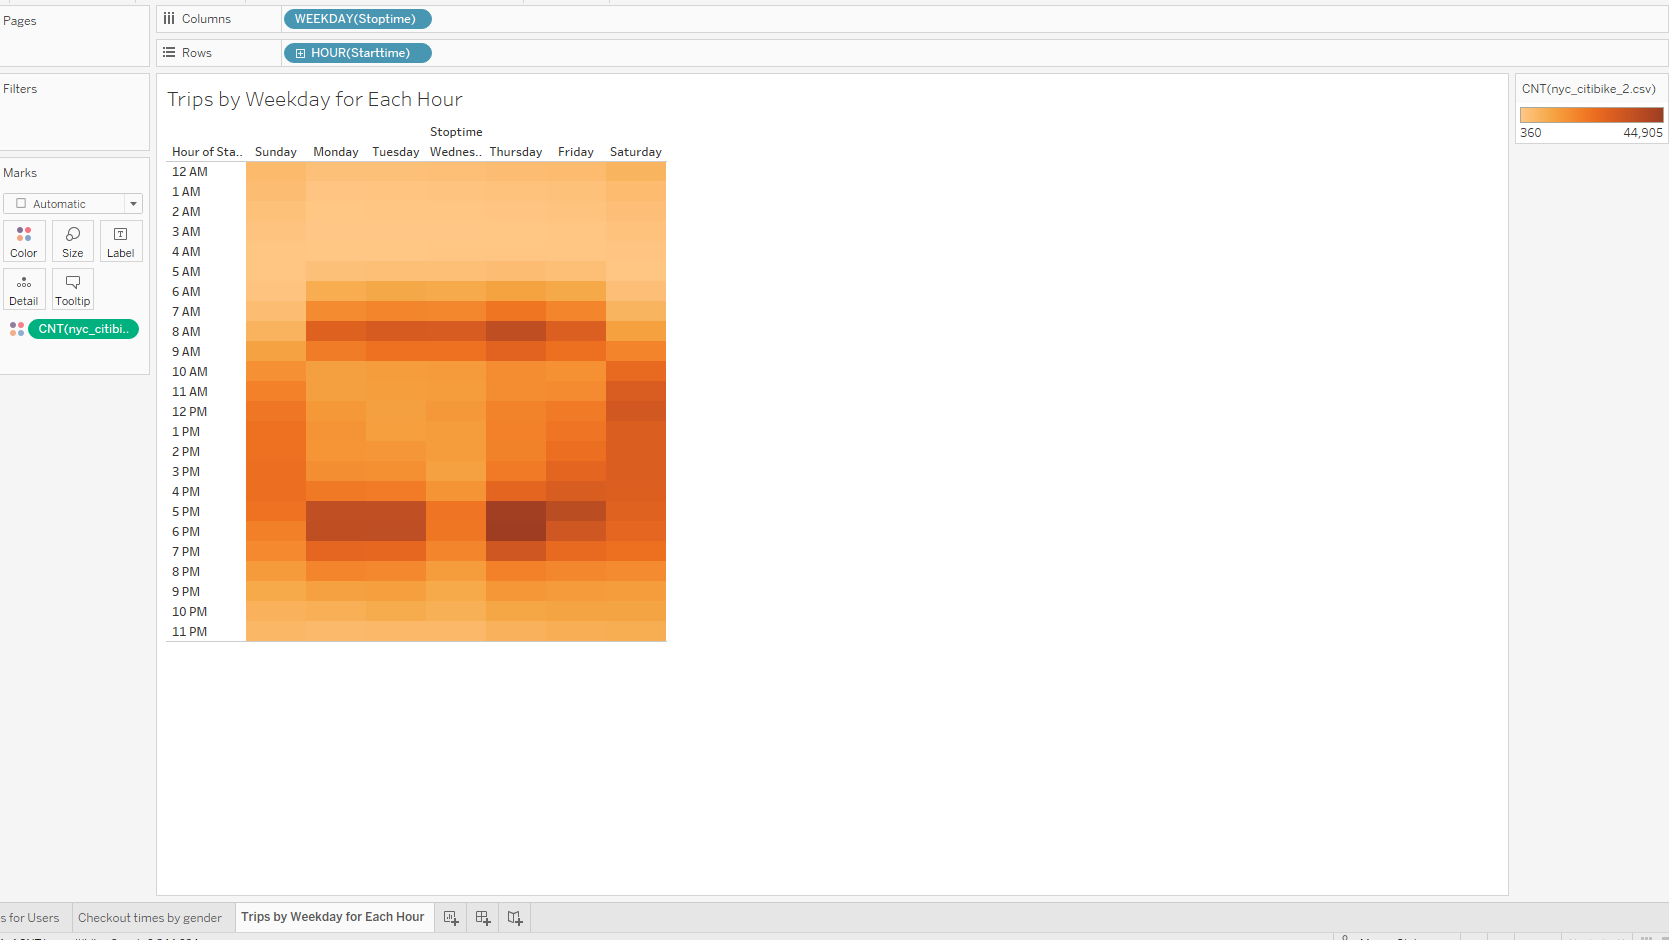 Pages
Columns WEEKDAY(Stoptime)
Rows HOUR(Starttime)
Filters
Marks
Automatic
Color Size Label
Detail Tooltip
CNT(nyc_citibi..
Trips by Weekday for Each Hour
Stoptime
Hour of Sta.. Sunday Monday Tuesday Wednes.. Thursday Friday Saturday
12 AM
1 AM
2 AM
3 AM
4 AM
5 AM
6 AM
7 AM
8 AM
9 AM
10 AM
11 AM
12 PM
1 PM
2 PM
3 PM
4 PM
5 PM
6 PM
7 PM
8 PM
9 PM
10 PM
11 PM
CNT(nyc_citibike_2.csv)
360 44,905
s for Users Checkout times by gender Trips by Weekday for Each Hour